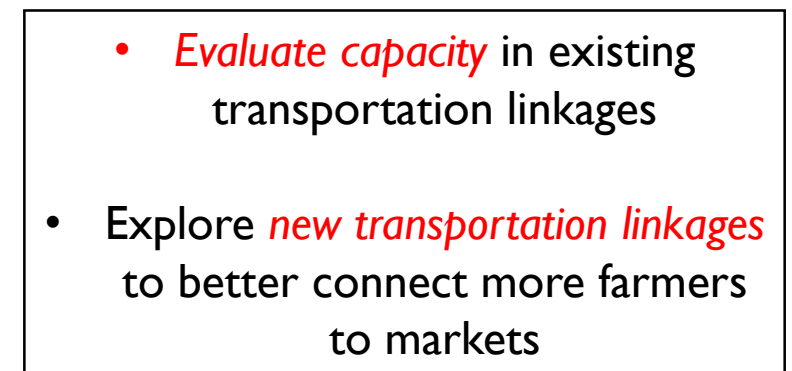 • Evaluate capacity in existing
transportation linkages
• Explore new transportation linkages
to better connect more farmers
to markets